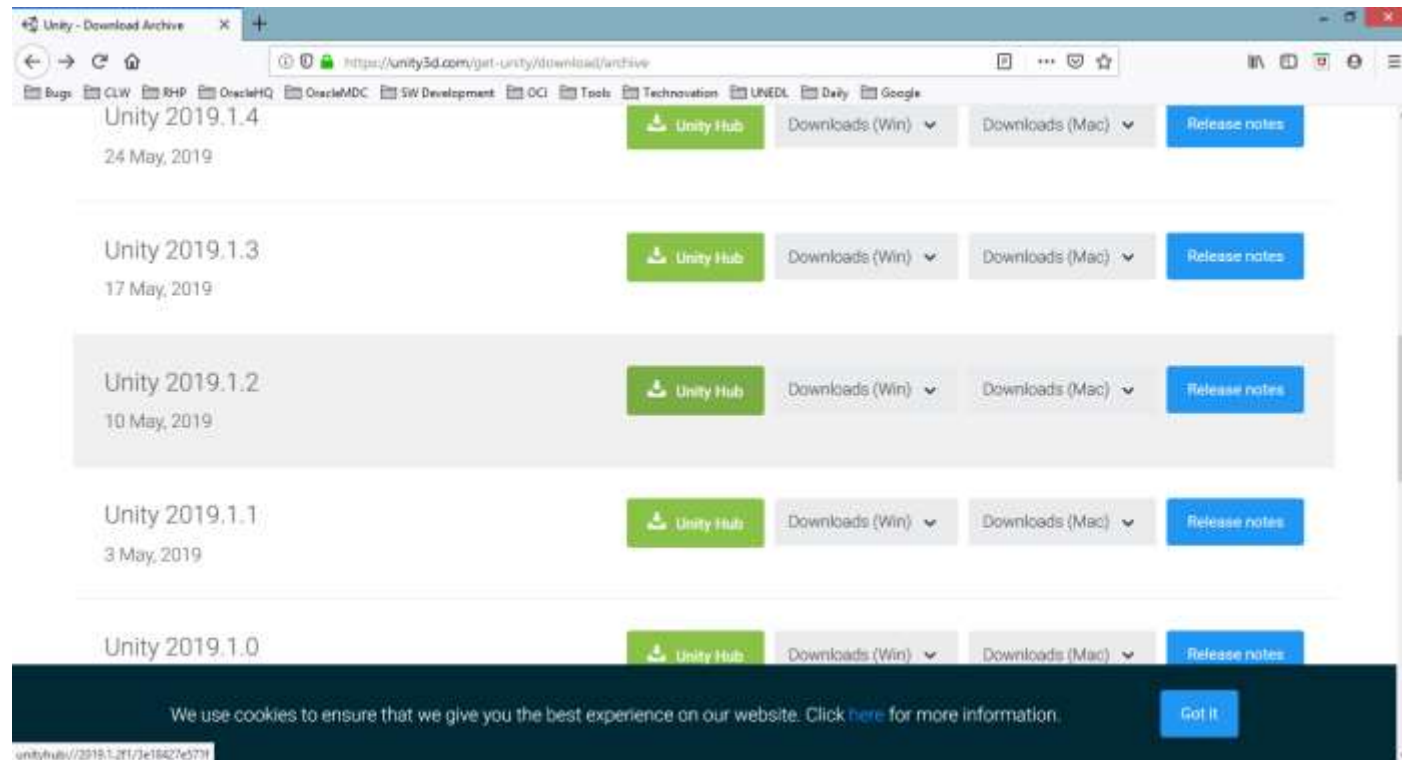 Unity - Download Archive
https://unity3d.com/get-unity/download/archive
Bugs CLW RHP OracleHQ OracleMDC SW Development OCI Tools Technovation UNEDL Daily Google
Unity 2019.1.4 Unity Hub Downloads (Win) Downloads (Mac) Release notes
24 May, 2019
Unity 2019.1.3 Unity Hub Downloads (Win) Downloads (Mac) Release notes
17 May, 2019
Unity 2019.1.2 Unity Hub Downloads (Win) Downloads (Mac) Release notes
10 May, 2019
Unity 2019.1.1 Unity Hub Downloads (Win) Downloads (Mac) Release notes
3 May, 2019
Unity 2019.1.0 Unity Hub Downloads (Win) Downloads (Mac) Release notes
We use cookies to ensure that we give you the best experience on our website. Click here for more information. Got it